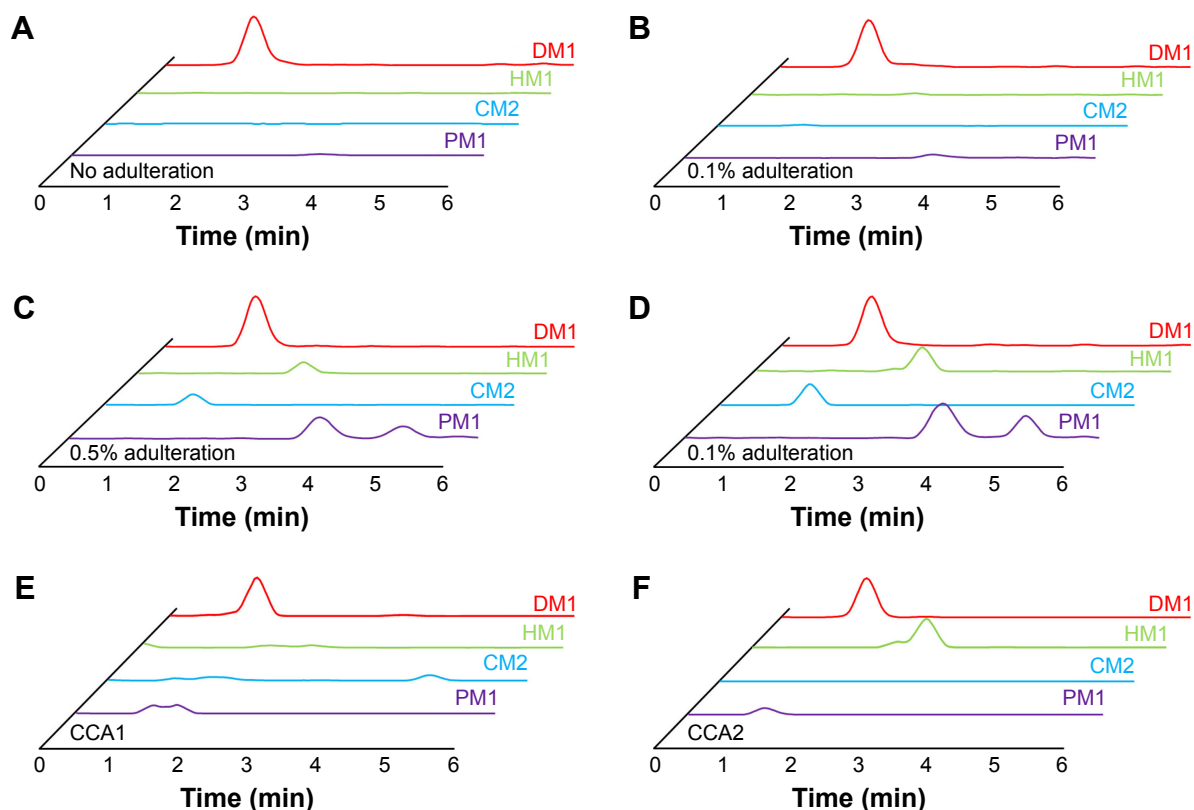 A
DM1
HM1
CM2
PM1
No adulteration
0 1 2 3 4 5 6
Time (min)
B
DM1
HM1
CM2
PM1
0.1% adulteration
0 1 2 3 4 5 6
Time (min)
C
DM1
HM1
CM2
PM1
0.5% adulteration
0 1 2 3 4 5 6
Time (min)
D
DM1
HM1
CM2
PM1
0.1% adulteration
0 1 2 3 4 5 6
Time (min)
E
DM1
HM1
CM2
PM1
CCA1
0 1 2 3 4 5 6
Time (min)
F
DM1
HM1
CM2
PM1
CCA2
0 1 2 3 4 5 6
Time (min)